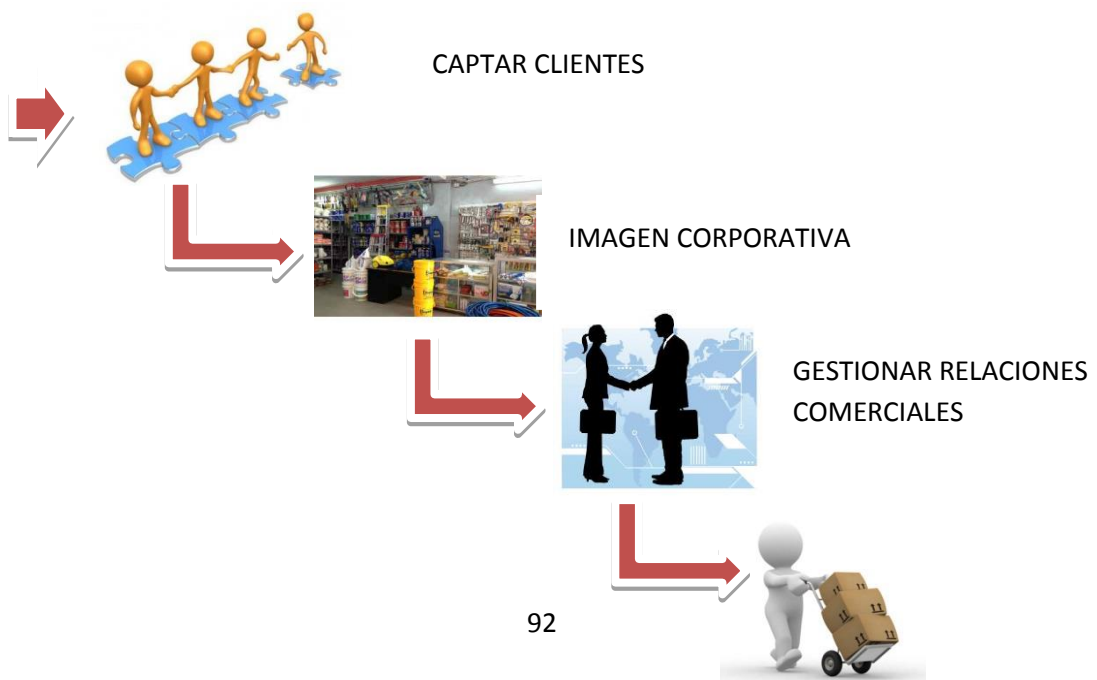 CAPTAR CLIENTES
IMAGEN CORPORATIVA
GESTIONAR RELACIONES
COMERCIALES
92